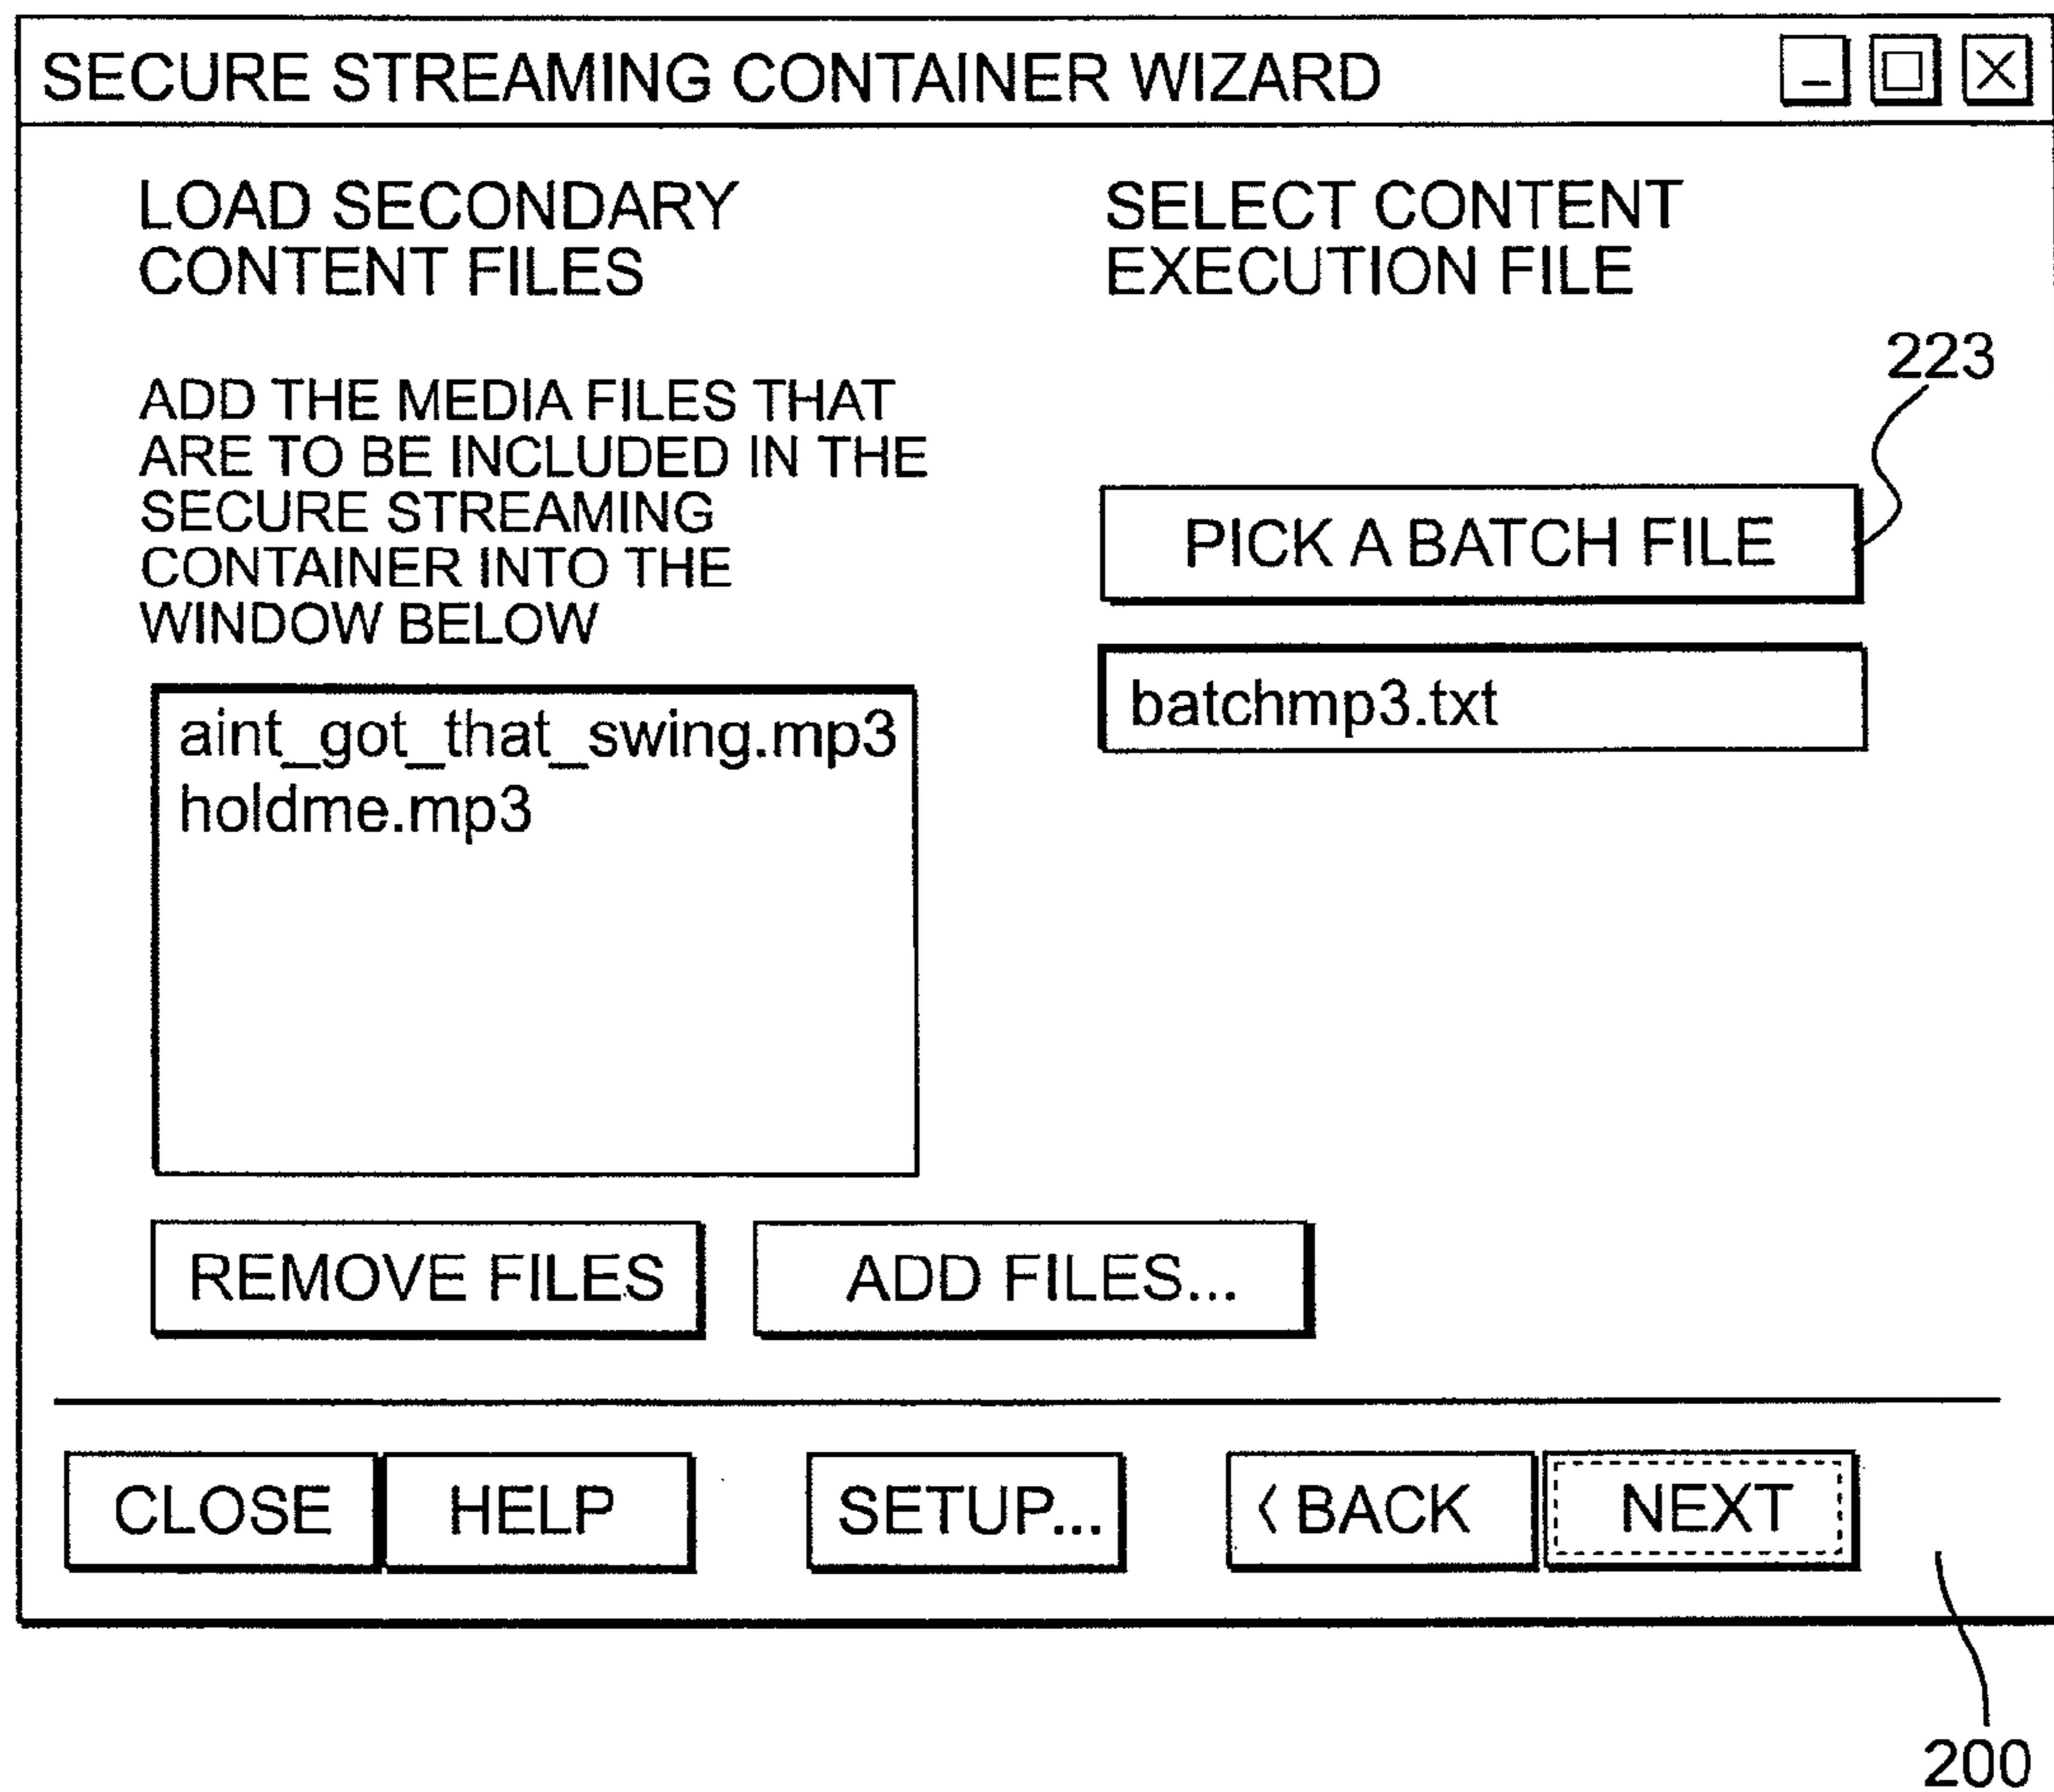 SECURE STREAMING CONTAINER WIZARD
LOAD SECONDARY
CONTENT FILES
ADD THE MEDIA FILES THAT
ARE TO BE INCLUDED IN THE
SECURE STREAMING
CONTAINER INTO THE
WINDOW BELOW
aint_got_that_swing.mp3
holdme.mp3
SELECT CONTENT
EXECUTION FILE
223
PICK A BATCH FILE
batchmp3.txt
REMOVE FILES
ADD FILES...
CLOSE
HELP
SETUP...
〈 BACK
NEXT
200